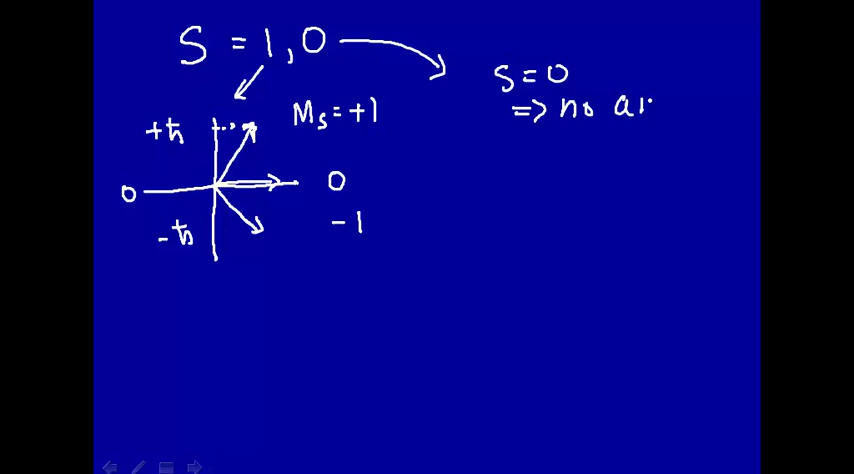 S = 1, 0
S = 0
⇒ no
+ħ
Ms = +1
0
0
-ħ
-1